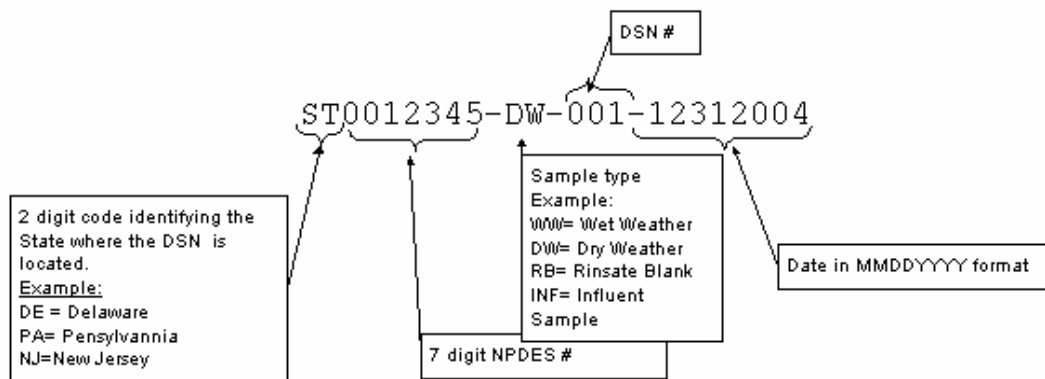 DSN #
ST0012345-DW-001-12312004
2 digit code identifying the
State where the DSN is
located.
Example:
DE = Delaware
PA= Pensylvannia
NJ=New Jersey
7 digit NPDES #
Sample type
Example:
WW= Wet Weather
DW= Dry Weather
RB= Rinsate Blank
INF= Influent
Sample
Date in MMDDYYYY format